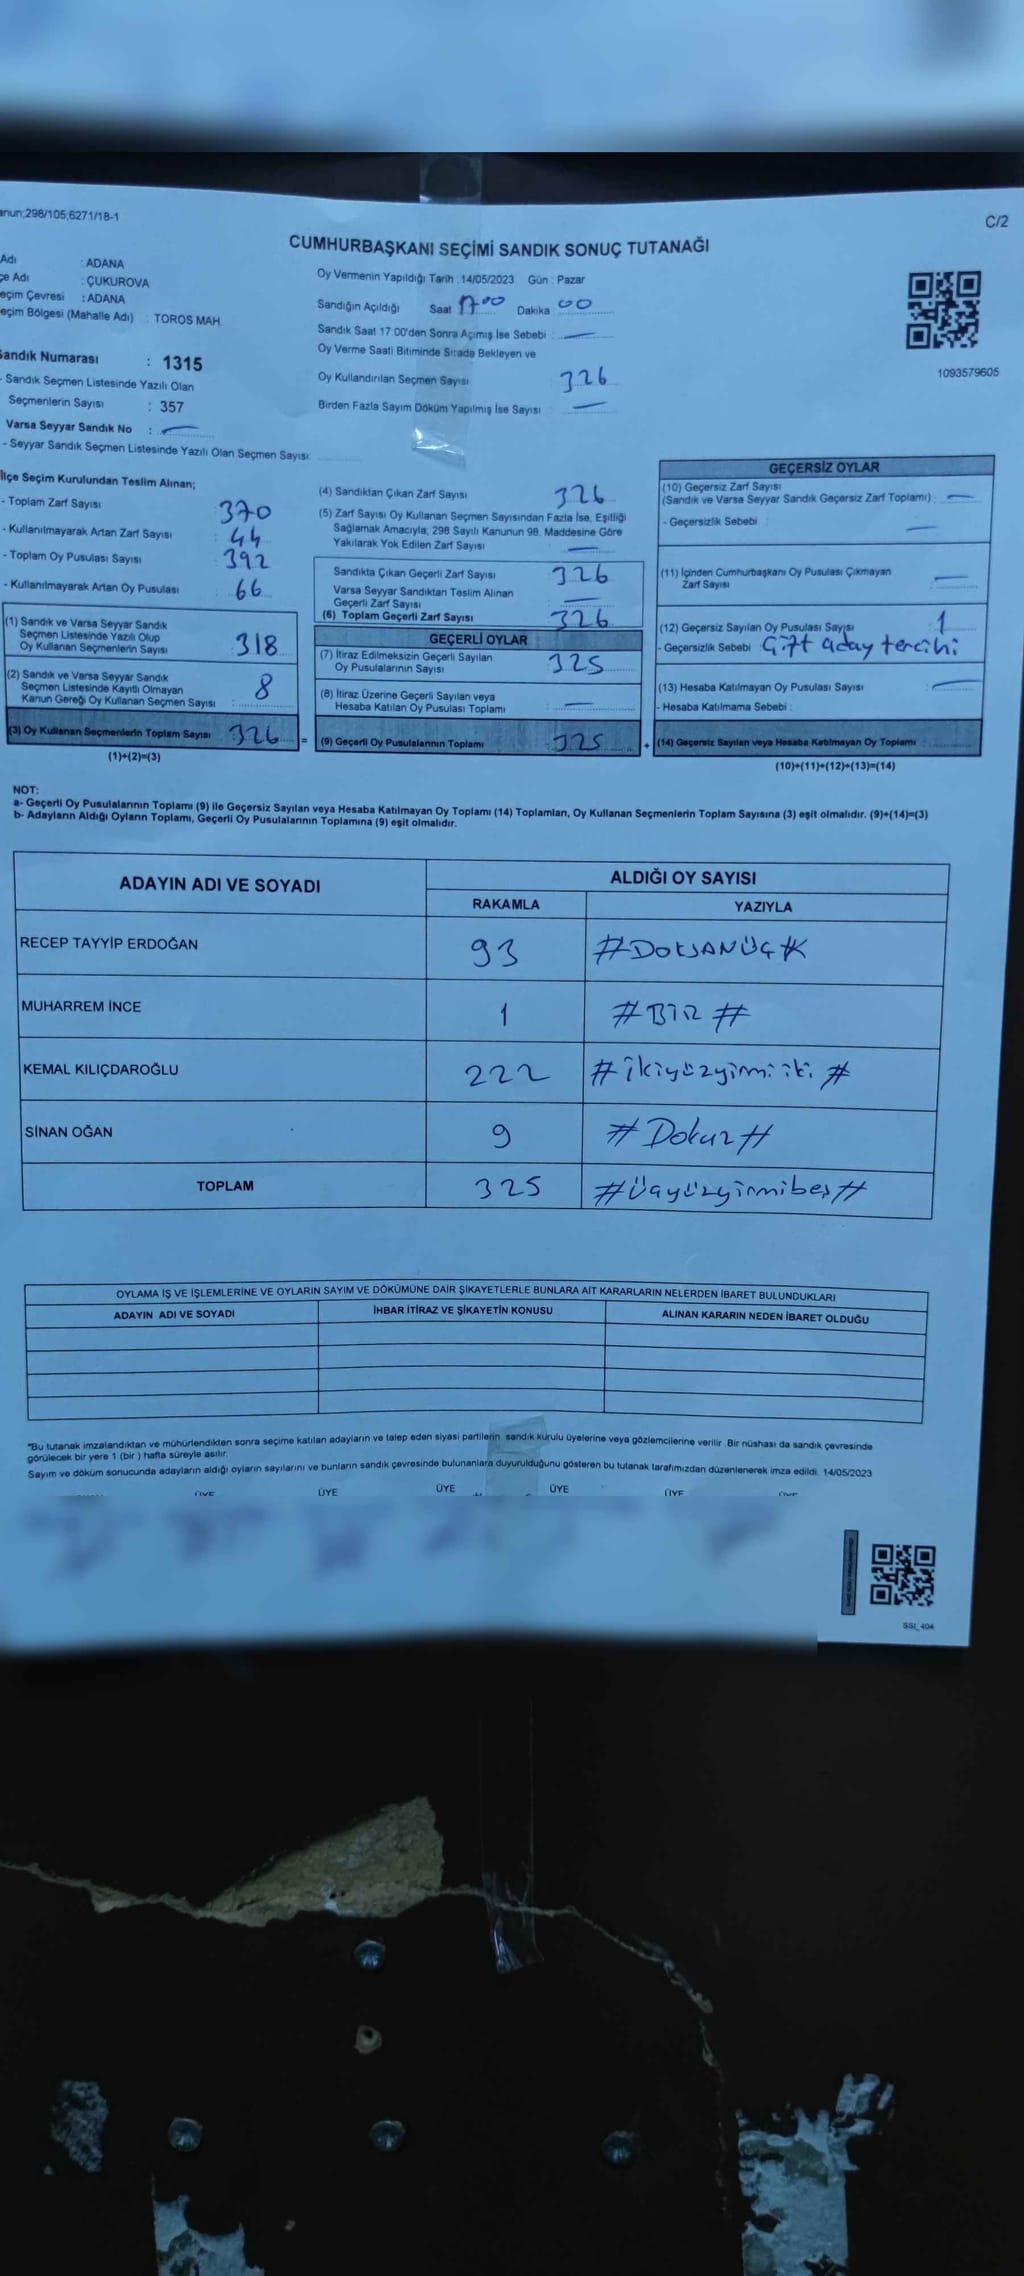 anun;298/105;6271/18-1
C/2
CUMHURBAŞKANI SEÇİMİ SANDIK SONUÇ TUTANAĞI
Adı : ADANA
çe Adı : ÇUKUROVA
eçim Çevresi : ADANA
eçim Bölgesi (Mahalle Adı) : TOROS MAH.
Sandık Numarası : 1315
- Sandık Seçmen Listesinde Yazılı Olan
Seçmenlerin Sayısı : 357
Varsa Seyyar Sandık No : —
- Seyyar Sandık Seçmen Listesinde Yazılı Olan Seçmen Sayısı:
Oy Vermenin Yapıldığı Tarih : 14/05/2023 Gün : Pazar
Sandığın Açıldığı Saat 17:00 Dakika 00
Sandık Saat 17:00'den Sonra Açımış İse Sebebi : —
Oy Verme Saati Bitiminde Sırada Bekleyen ve
Oy Kullandırılan Seçmen Sayısı 326
Birden Fazla Sayım Döküm Yapılmış İse Sayısı : —
1093579605
İlçe Seçim Kurulundan Teslim Alınan;
- Toplam Zarf Sayısı 370
- Kullanılmayarak Artan Zarf Sayısı 44
- Toplam Oy Pusulası Sayısı 392
- Kullanılmayarak Artan Oy Pusulası 66
(1) Sandık ve Varsa Seyyar Sandık
Seçmen Listesinde Yazılı Olup
Oy Kullanan Seçmenlerin Sayısı : 318
(2) Sandık ve Varsa Seyyar Sandık
Seçmen Listesinde Kayıtlı Olmayan
Kanun Gereği Oy Kullanan Seçmen Sayısı : 8
(3) Oy Kullanan Seçmenlerin Toplam Sayısı 326
(1)+(2)=(3)
(4) Sandıktan Çıkan Zarf Sayısı 326
(5) Zarf Sayısı Oy Kullanan Seçmen Sayısından Fazla İse, Eşitliği
Sağlamak Amacıyla; 298 Sayılı Kanunun 98. Maddesine Göre
Yakılarak Yok Edilen Zarf Sayısı —
Sandıkta Çıkan Geçerli Zarf Sayısı 326
Varsa Seyyar Sandıktan Teslim Alınan
Geçerli Zarf Sayısı —
(6) Toplam Geçerli Zarf Sayısı 326
GEÇERLİ OYLAR
(7) İtiraz Edilmeksizin Geçerli Sayılan
Oy Pusulalarının Sayısı 325
(8) İtiraz Üzerine Geçerli Sayılan veya
Hesaba Katılan Oy Pusulası Toplamı —
= (9) Geçerli Oy Pusulalarının Toplamı 325
GEÇERSİZ OYLAR
(10) Geçersiz Zarf Sayısı
(Sandık ve Varsa Seyyar Sandık Geçersiz Zarf Toplamı) : —
- Geçersizlik Sebebi : —
(11) İçinden Cumhurbaşkanı Oy Pusulası Çıkmayan
Zarf Sayısı —
(12) Geçersiz Sayılan Oy Pusulası Sayısı 1
- Geçersizlik Sebebi Çift aday tercihi
(13) Hesaba Katılmayan Oy Pusulası Sayısı —
- Hesaba Katılmama Sebebi :
+ (14) Geçersiz Sayılan veya Hesaba Katılmayan Oy Toplamı
(10)+(11)+(12)+(13)=(14)
NOT:
a- Geçerli Oy Pusulalarının Toplamı (9) ile Geçersiz Sayılan veya Hesaba Katılmayan Oy Toplamı (14) Toplamları, Oy Kullanan Seçmenlerin Toplam Sayısına (3) eşit olmalıdır. (9)+(14)=(3)
b- Adayların Aldığı Oyların Toplamı, Geçerli Oy Pusulalarının Toplamına (9) eşit olmalıdır.
ADAYIN ADI VE SOYADI
ALDIĞI OY SAYISI
RAKAMLA YAZIYLA
RECEP TAYYİP ERDOĞAN 93 #DOKSANÜÇ#
MUHARREM İNCE 1 #BİR#
KEMAL KILIÇDAROĞLU 222 #ikiyüzyirmiiki#
SİNAN OĞAN 9 #Dokuz#
TOPLAM 325 #Üçyüzyirmibeş#
OYLAMA İŞ VE İŞLEMLERİNE VE OYLARIN SAYIM VE DÖKÜMÜNE DAİR ŞİKAYETLERLE BUNLARA AİT KARARLARIN NELERDEN İBARET BULUNDUKLARI
ADAYIN ADI VE SOYADI İHBAR İTİRAZ VE ŞİKAYETİN KONUSU ALINAN KARARIN NEDEN İBARET OLDUĞU
*Bu tutanak imzalandıktan ve mühürlendikten sonra seçime katılan adayların ve talep eden siyasi partilerin sandık kurulu üyelerine veya gözlemcilerine verilir. Bir nüshası da sandık çevresinde
görülecek bir yere 1 (bir ) hafta süreyle asılır.
Sayım ve döküm sonucunda adayların aldığı oyların sayılarını ve bunların sandık çevresinde bulunanlara duyurulduğunu gösteren bu tutanak tarafımızdan düzenlenerek imza edildi. 14/05/2023
ÜYE ÜYE ÜYE ÜYE ÜYE
SSI_404